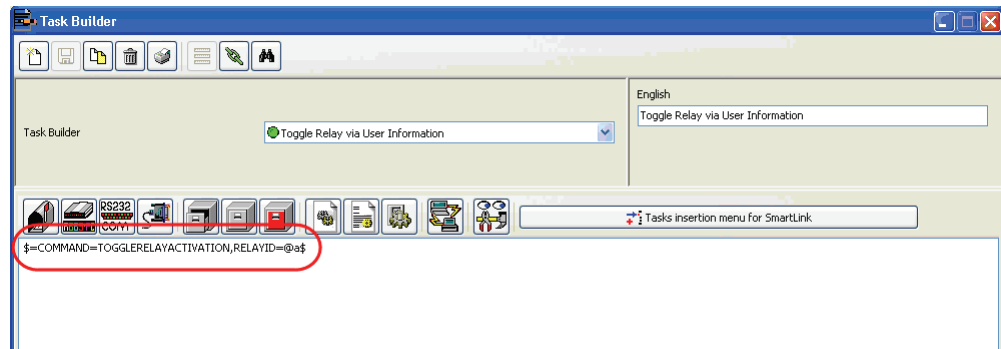 Task Builder
English
Toggle Relay via User Information
Task Builder
Toggle Relay via User Information
RS232
COM1
Tasks insertion menu for SmartLink
$=COMMAND=TOGGLERELAYACTIVATION,RELAYID=@a$